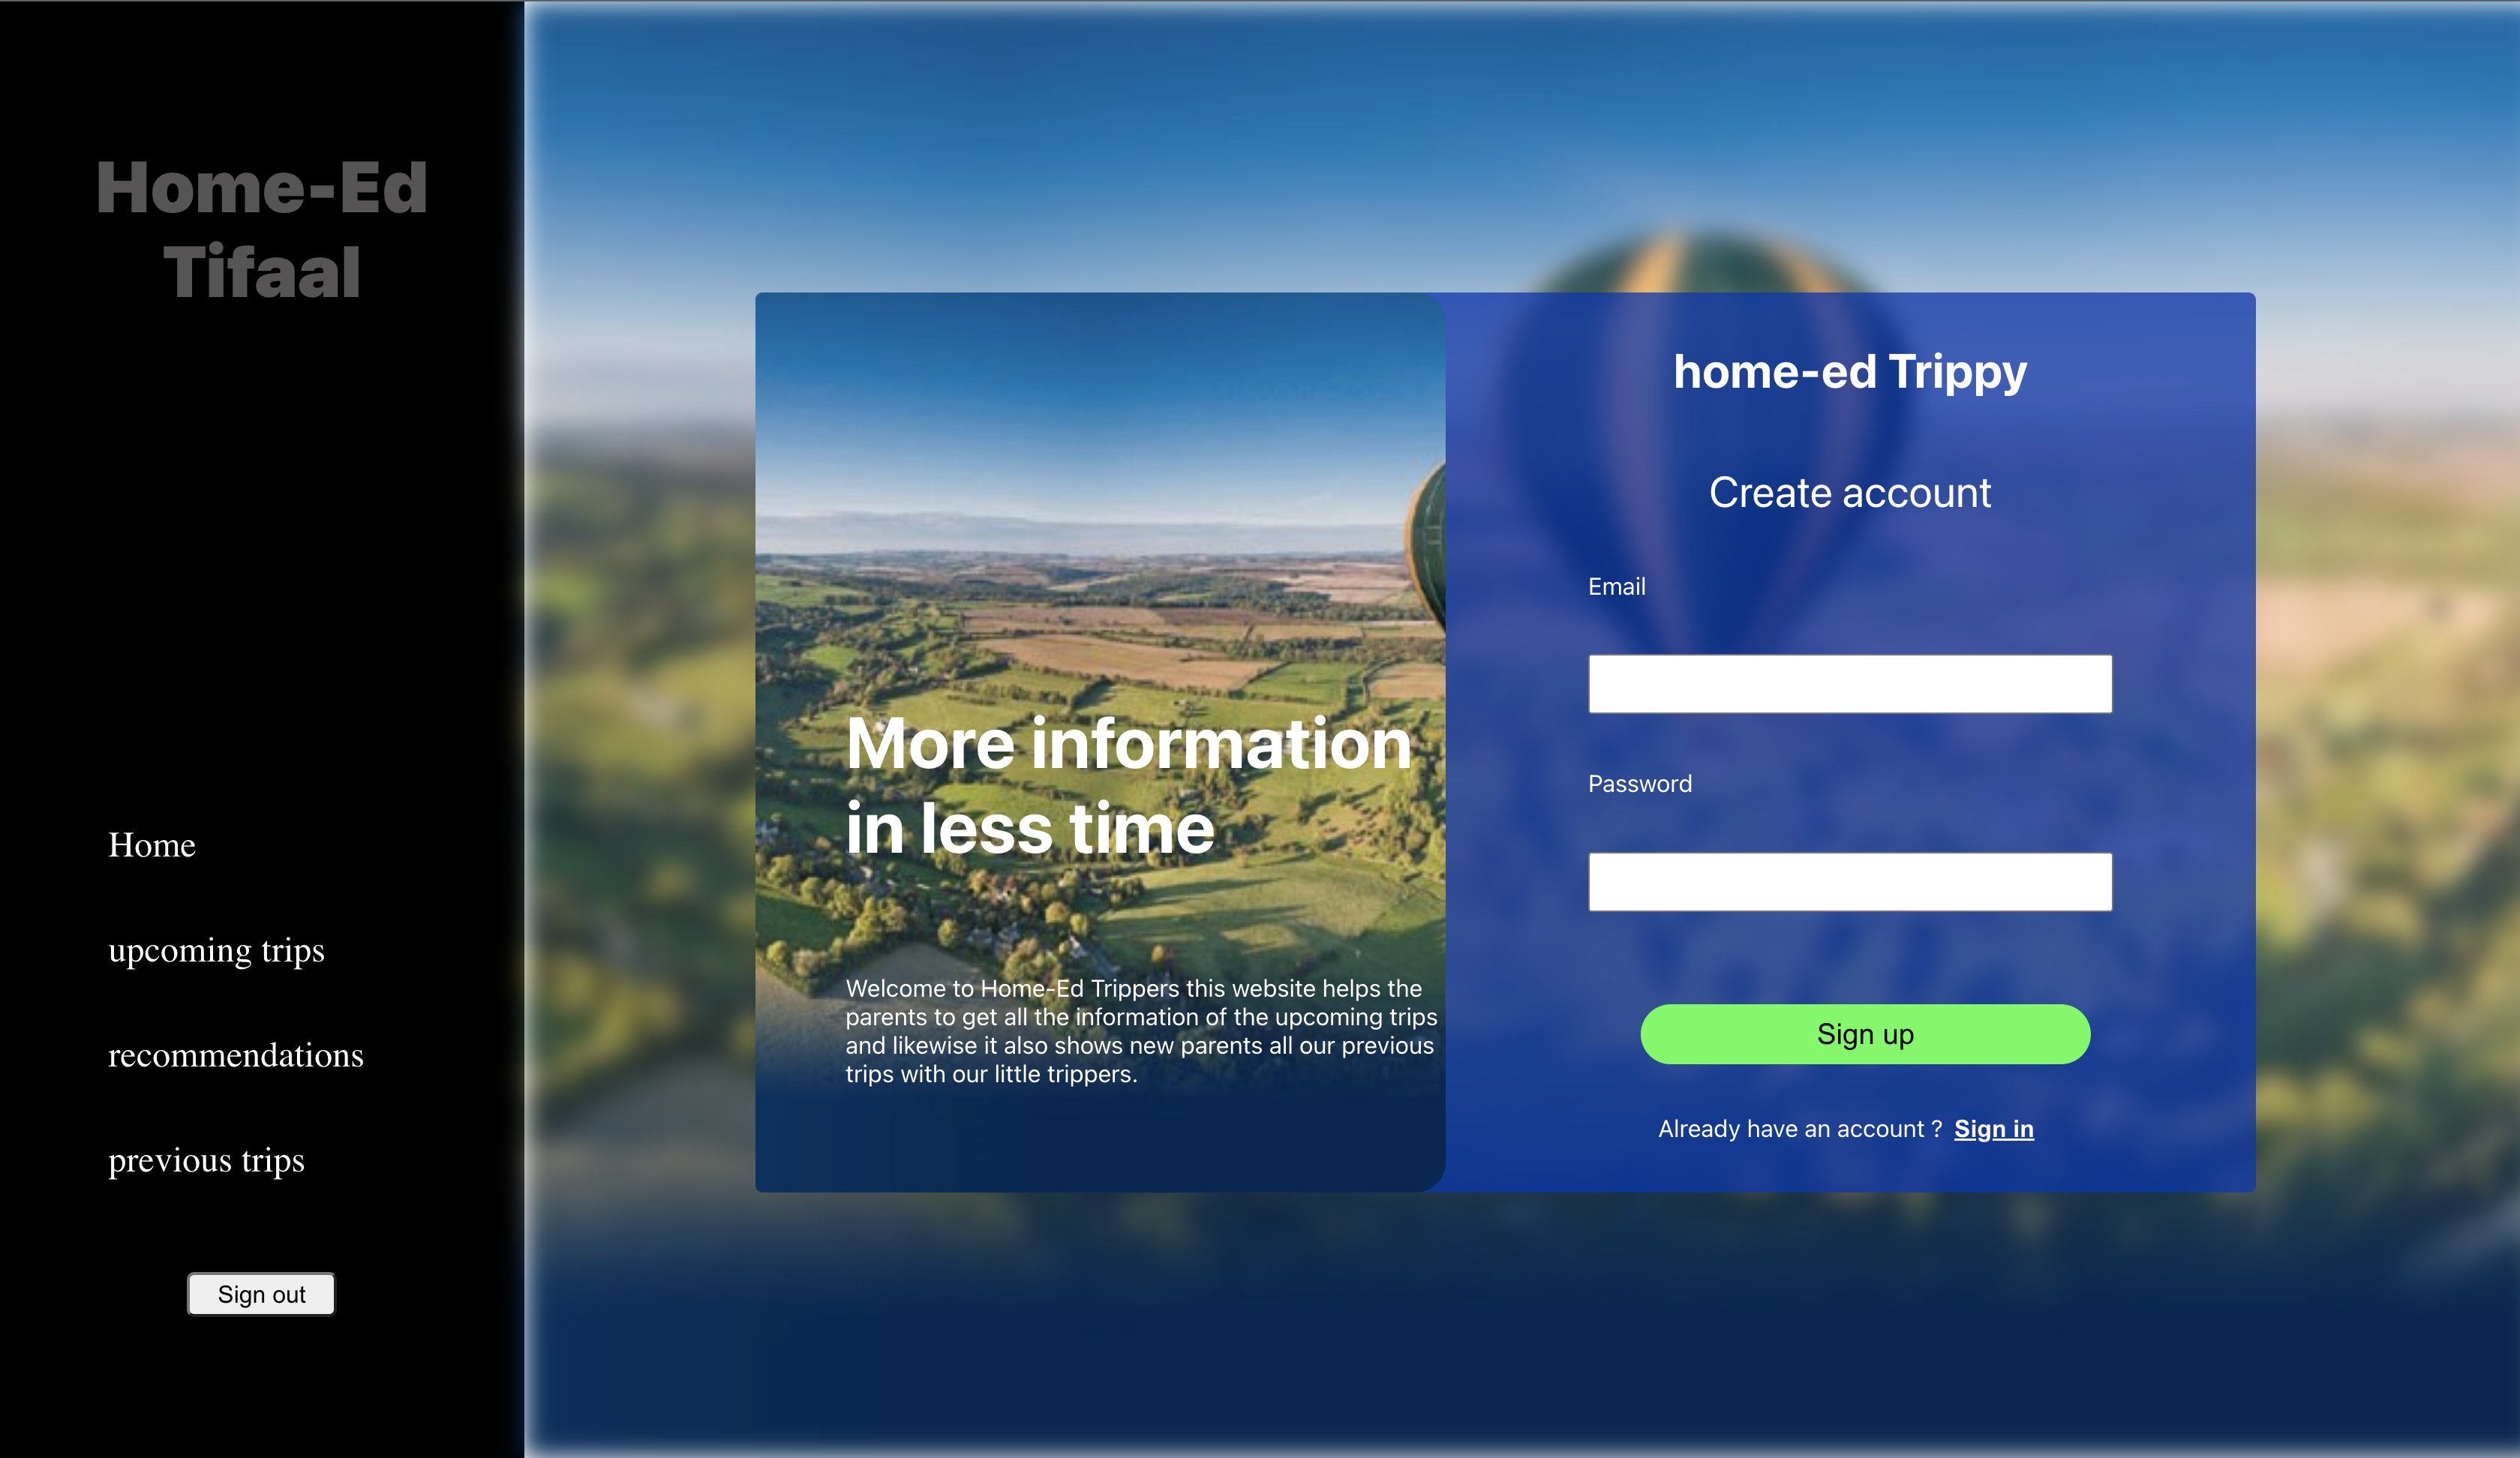 Home-Ed
Tifaal
Home
upcoming trips
recommendations
previous trips
Sign out
More information
in less time
Welcome to Home-Ed Trippers this website helps the
parents to get all the information of the upcoming trips
and likewise it also shows new parents all our previous
trips with our little trippers.
home-ed Trippy
Create account
Email
Password
Sign up
Already have an account ? Sign in